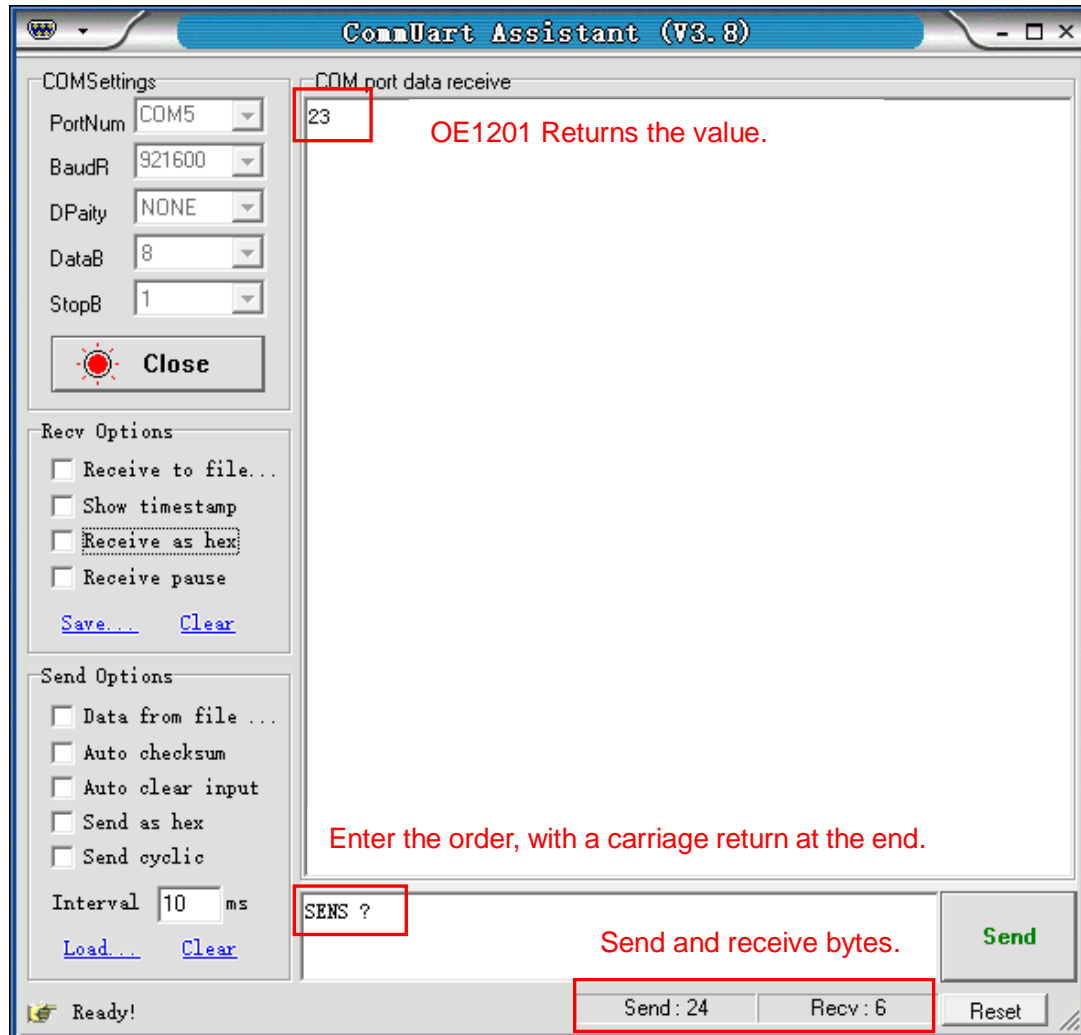 CommUart Assistant (V3.8)
COMSettings
PortNum COM5
BaudR 921600
DPaity NONE
DataB 8
StopB 1
Close
Recv Options
Receive to file...
Show timestamp
Receive as hex
Receive pause
Save... Clear
Send Options
Data from file ...
Auto checksum
Auto clear input
Send as hex
Send cyclic
Interval 10 ms
Load... Clear
COM port data receive
23
OE1201 Returns the value.
Enter the order, with a carriage return at the end.
SENS ?
Send and receive bytes.
Send
Ready!
Send : 24 Recv : 6 Reset